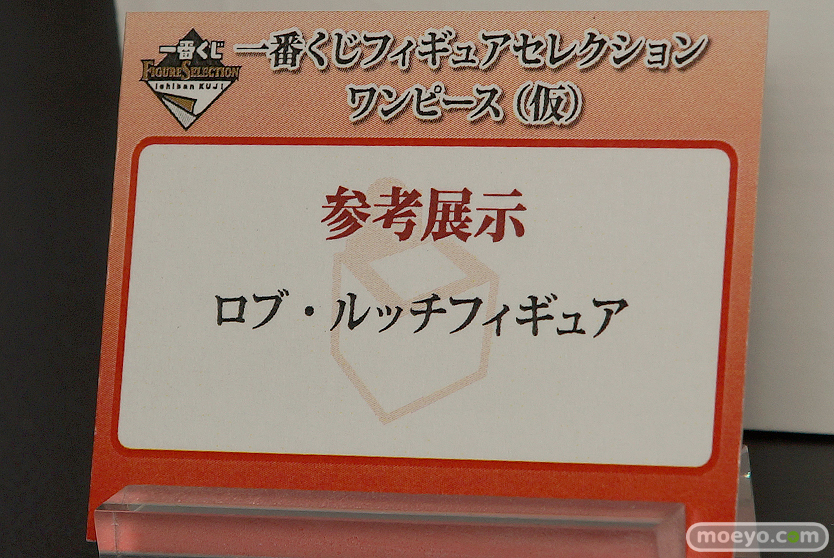 一番くじ
FIGURE SELECTION
Ichiban KUJI
一番くじフィギュアセレクション
ワンピース(仮)
参考展示
ロブ・ルッチフィギュア
moeyo.com